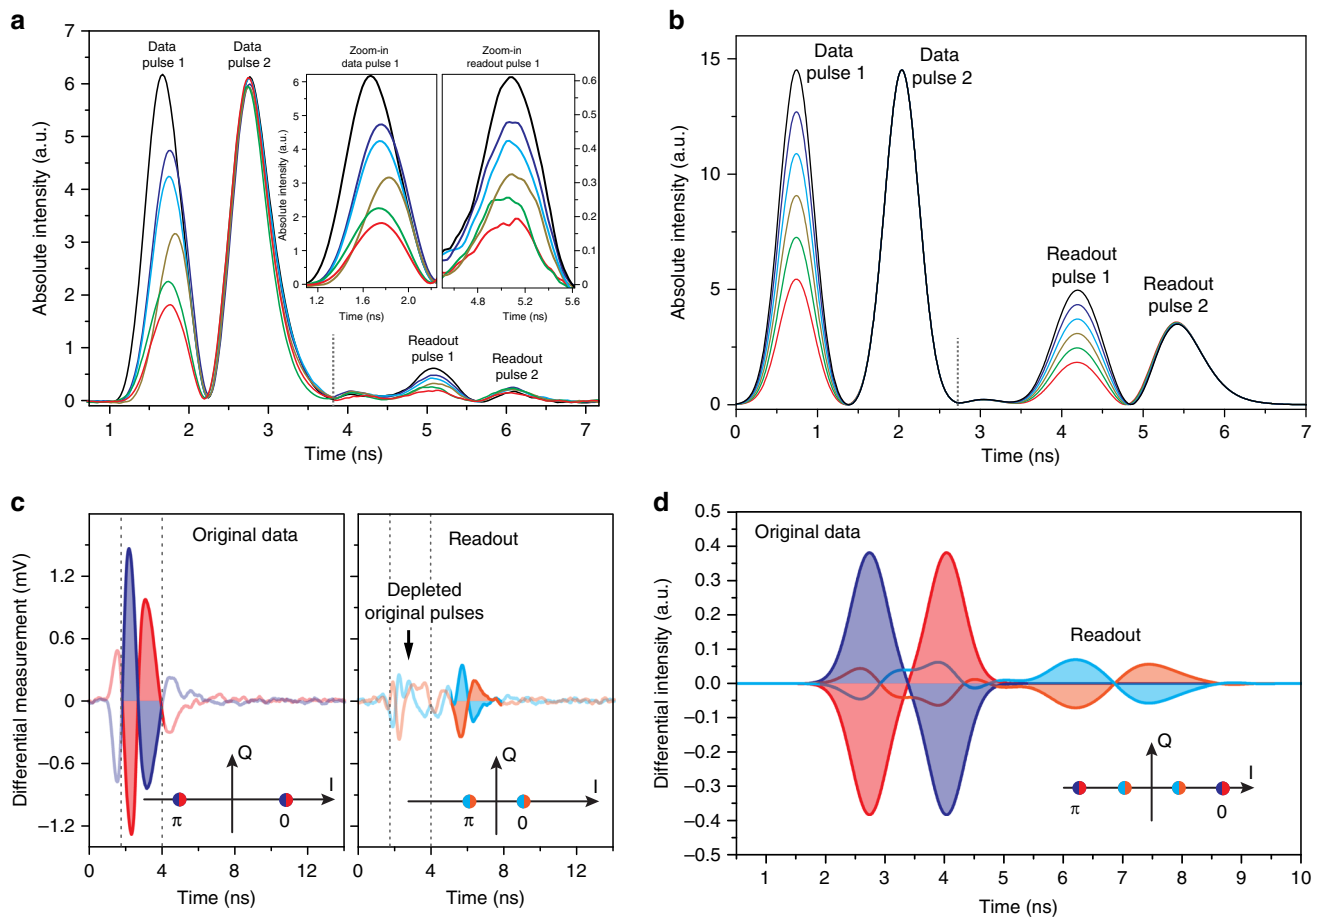 a
7
6
5
4
3
2
1
0
Absolute intensity (a.u.)
Data
pulse 1
Data
pulse 2
Zoom-in
data pulse 1
6
5
4
3
2
1
0
Absolute intensity (a.u.)
1.2 1.6 2.0
Time (ns)
Zoom-in
readout pulse 1
0.6
0.5
0.4
0.3
0.2
0.1
0
4.8 5.2 5.6
Time (ns)
Readout
pulse 1
Readout
pulse 2
1 2 3 4 5 6 7
Time (ns)
b
15
10
5
0
Absolute intensity (a.u.)
Data
pulse 1
Data
pulse 2
Readout
pulse 1
Readout
pulse 2
0 1 2 3 4 5 6 7
Time (ns)
c
1.2
0.6
0
−0.6
−1.2
Differential measurement (mV)
Original data
Q
I
π 0
0 4 8 12
Time (ns)
Readout
Depleted
original pulses
Q
I
π 0
0 4 8 12
Time (ns)
d
0.5
0.4
0.3
0.2
0.1
0.0
−0.1
−0.2
−0.3
−0.4
−0.5
Differential intensity (a.u.)
Original data
Readout
Q
I
π 0
1 2 3 4 5 6 7 8 9 10
Time (ns)